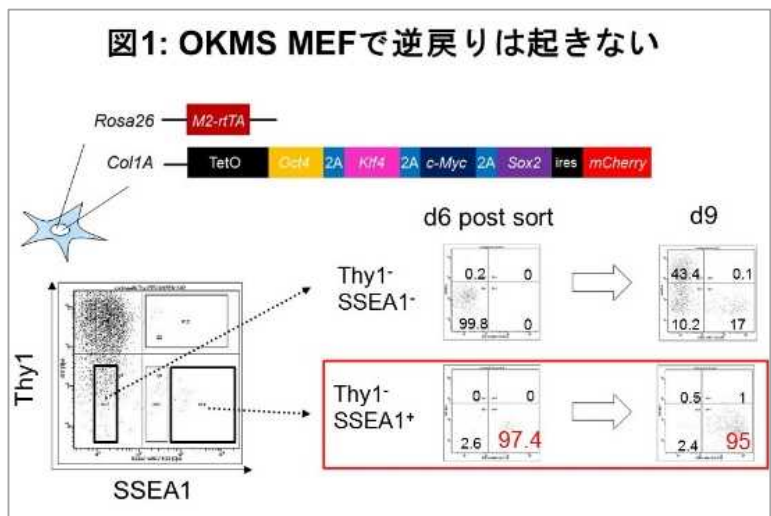 図1: OKMS MEFで逆戻りは起きない
Rosa26 M2-rtTA
Col1A TetO Oct4 2A Klf4 2A c-Myc 2A Sox2 ires mCherry
d6 post sort d9
Thy1- SSEA1-
0.2 0
99.8 0
43.4 0.1
10.2 17
Thy1- SSEA1+
0 0
2.6 97.4
0.5 1
2.4 95
Thy1
SSEA1